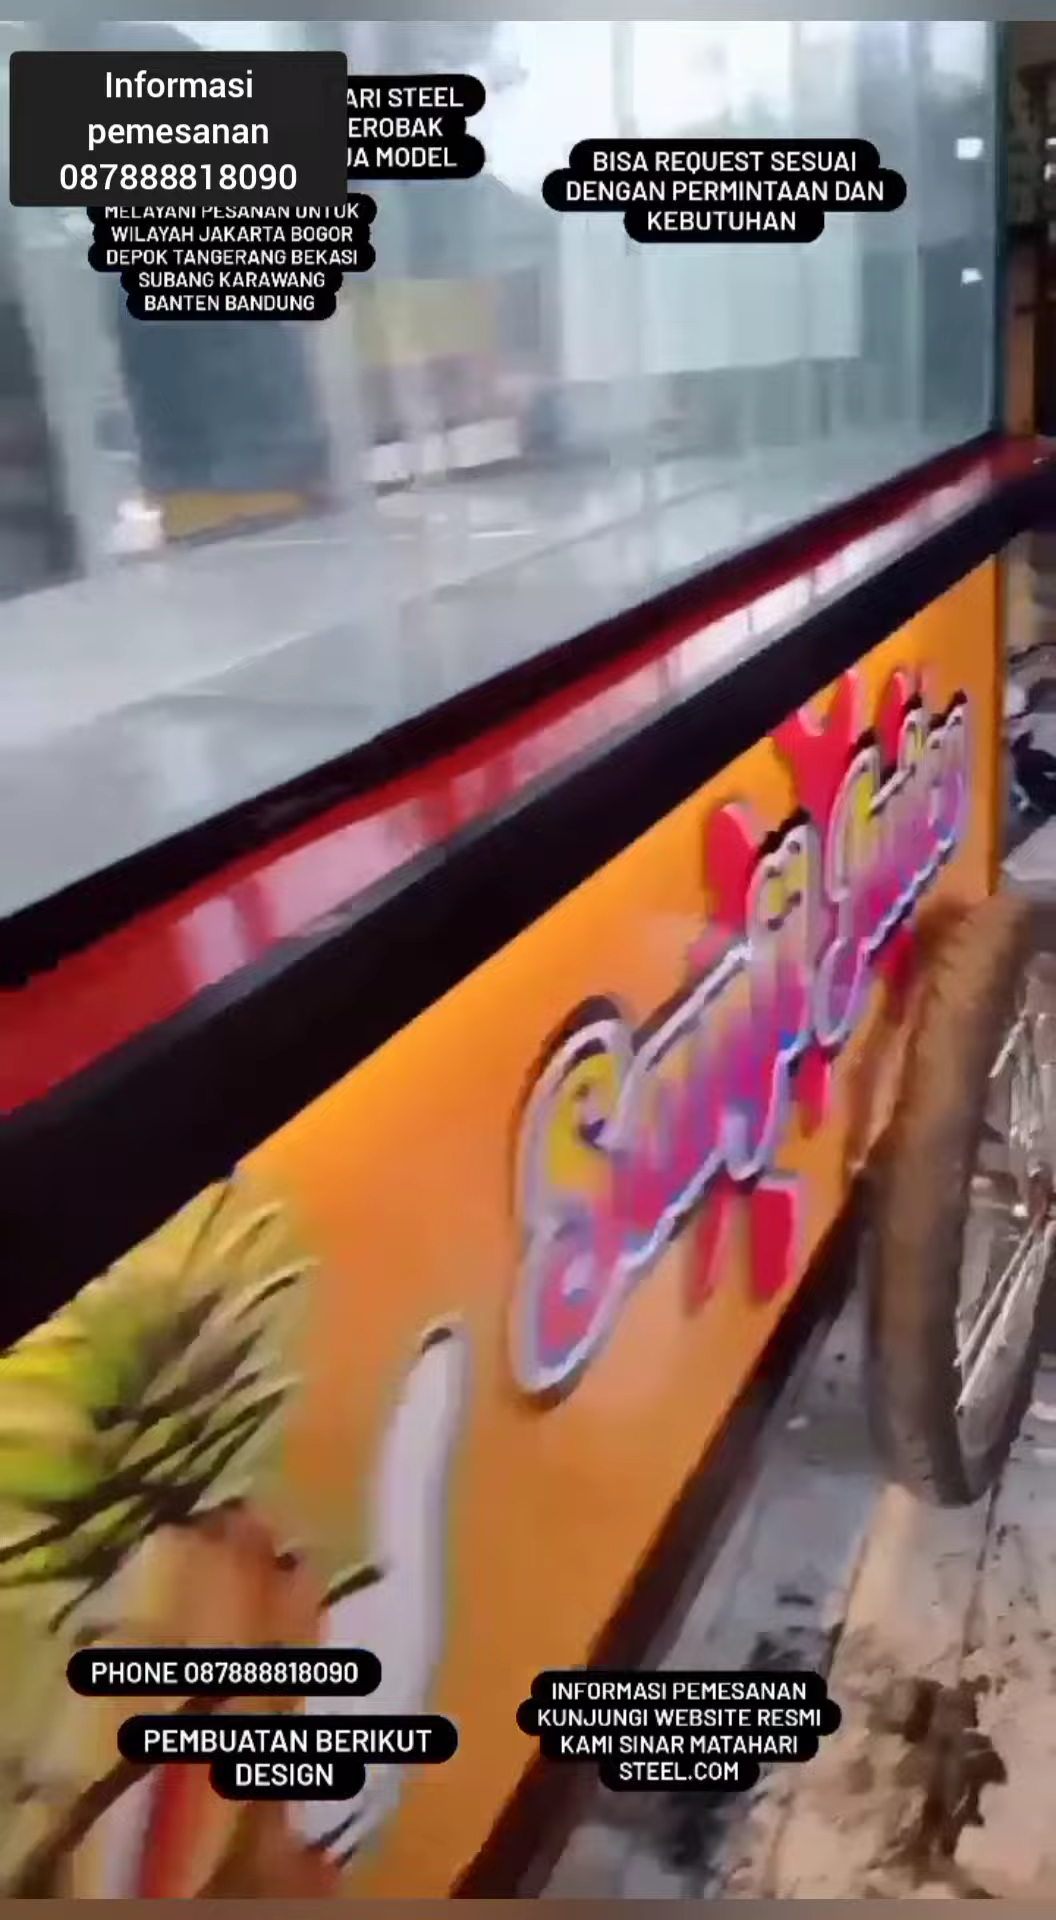 Informasi
pemesanan
087888818090
ARI STEEL
EROBAK
UA MODEL
MELAYANI PESANAN UNTUK
WILAYAH JAKARTA BOGOR
DEPOK TANGERANG BEKASI
SUBANG KARAWANG
BANTEN BANDUNG
BISA REQUEST SESUAI
DENGAN PERMINTAAN DAN
KEBUTUHAN
PHONE 087888818090
PEMBUATAN BERIKUT
DESIGN
INFORMASI PEMESANAN
KUNJUNGI WEBSITE RESMI
KAMI SINAR MATAHARI
STEEL.COM